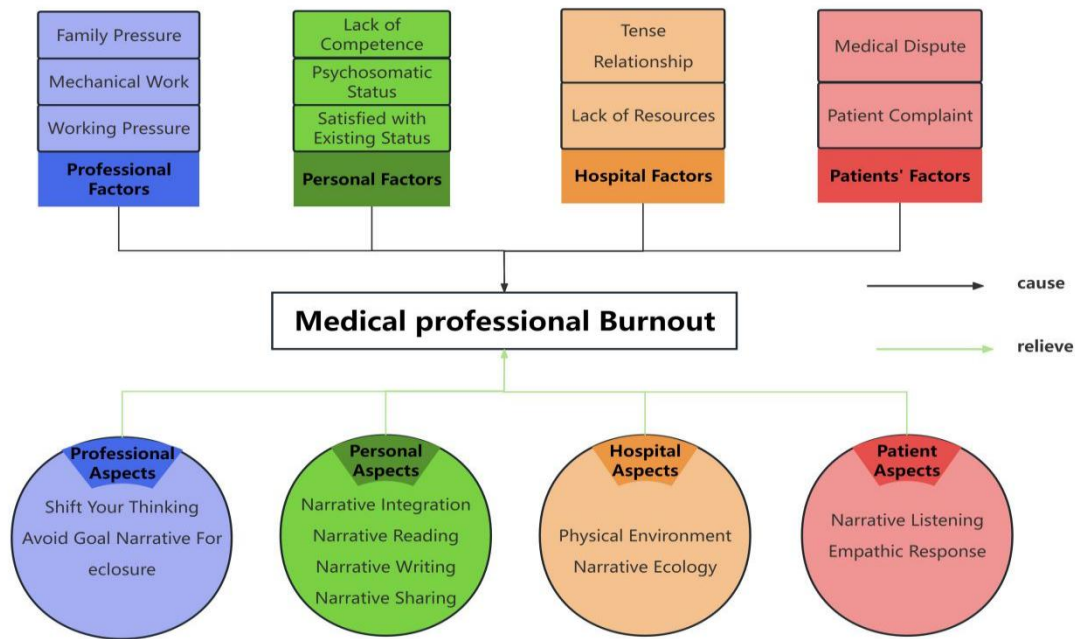 Family Pressure
Mechanical Work
Working Pressure
Professional
Factors
Lack of
Competence
Psychosomatic
Status
Satisfied with
Existing Status
Personal Factors
Tense
Relationship
Lack of Resources
Hospital Factors
Medical Dispute
Patient Complaint
Patients' Factors
cause
Medical professional Burnout
relieve
Professional
Aspects
Shift Your Thinking
Avoid Goal Narrative For
eclosure
Personal
Aspects
Narrative Integration
Narrative Reading
Narrative Writing
Narrative Sharing
Hospital
Aspects
Physical Environment
Narrative Ecology
Patient
Aspects
Narrative Listening
Empathic Response